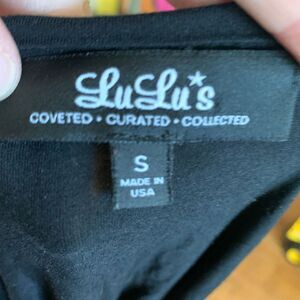 LuLu*s
COVETED • CURATED • COLLECTED
S
MADE IN
USA